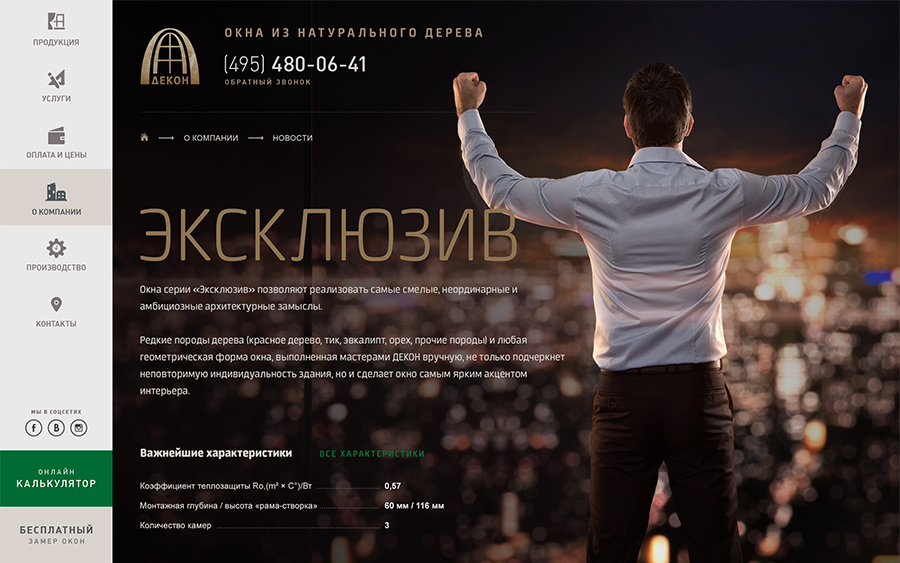 ПРОДУКЦИЯ
УСЛУГИ
ОПЛАТА И ЦЕНЫ
О КОМПАНИИ
ПРОИЗВОДСТВО
КОНТАКТЫ
МЫ В СОЦСЕТЯХ
ОНЛАЙН
КАЛЬКУЛЯТОР
БЕСПЛАТНЫЙ
ЗАМЕР ОКОН
ДЕКОН
ОКНА ИЗ НАТУРАЛЬНОГО ДЕРЕВА
(495) 480-06-41
ОБРАТНЫЙ ЗВОНОК
О КОМПАНИИ → НОВОСТИ
ЭКСКЛЮЗИВ
Окна серии «Эксклюзив» позволяют реализовать самые смелые, неординарные и
амбициозные архитектурные замыслы.
Редкие породы дерева (красное дерево, тик, эвкалипт, орех, прочие породы) и любая
геометрическая форма окна, выполненная мастерами ДЕКОН вручную, не только подчеркнет
неповторимую индивидуальность здания, но и сделает окно самым ярким акцентом
интерьера.
Важнейшие характеристики ВСЕ ХАРАКТЕРИСТИКИ
Коэффициент теплозащиты Ro,(m² × C°)/Вт 0,57
Монтажная глубина / высота «рама-створка» 60 мм / 116 мм
Количество камер 3